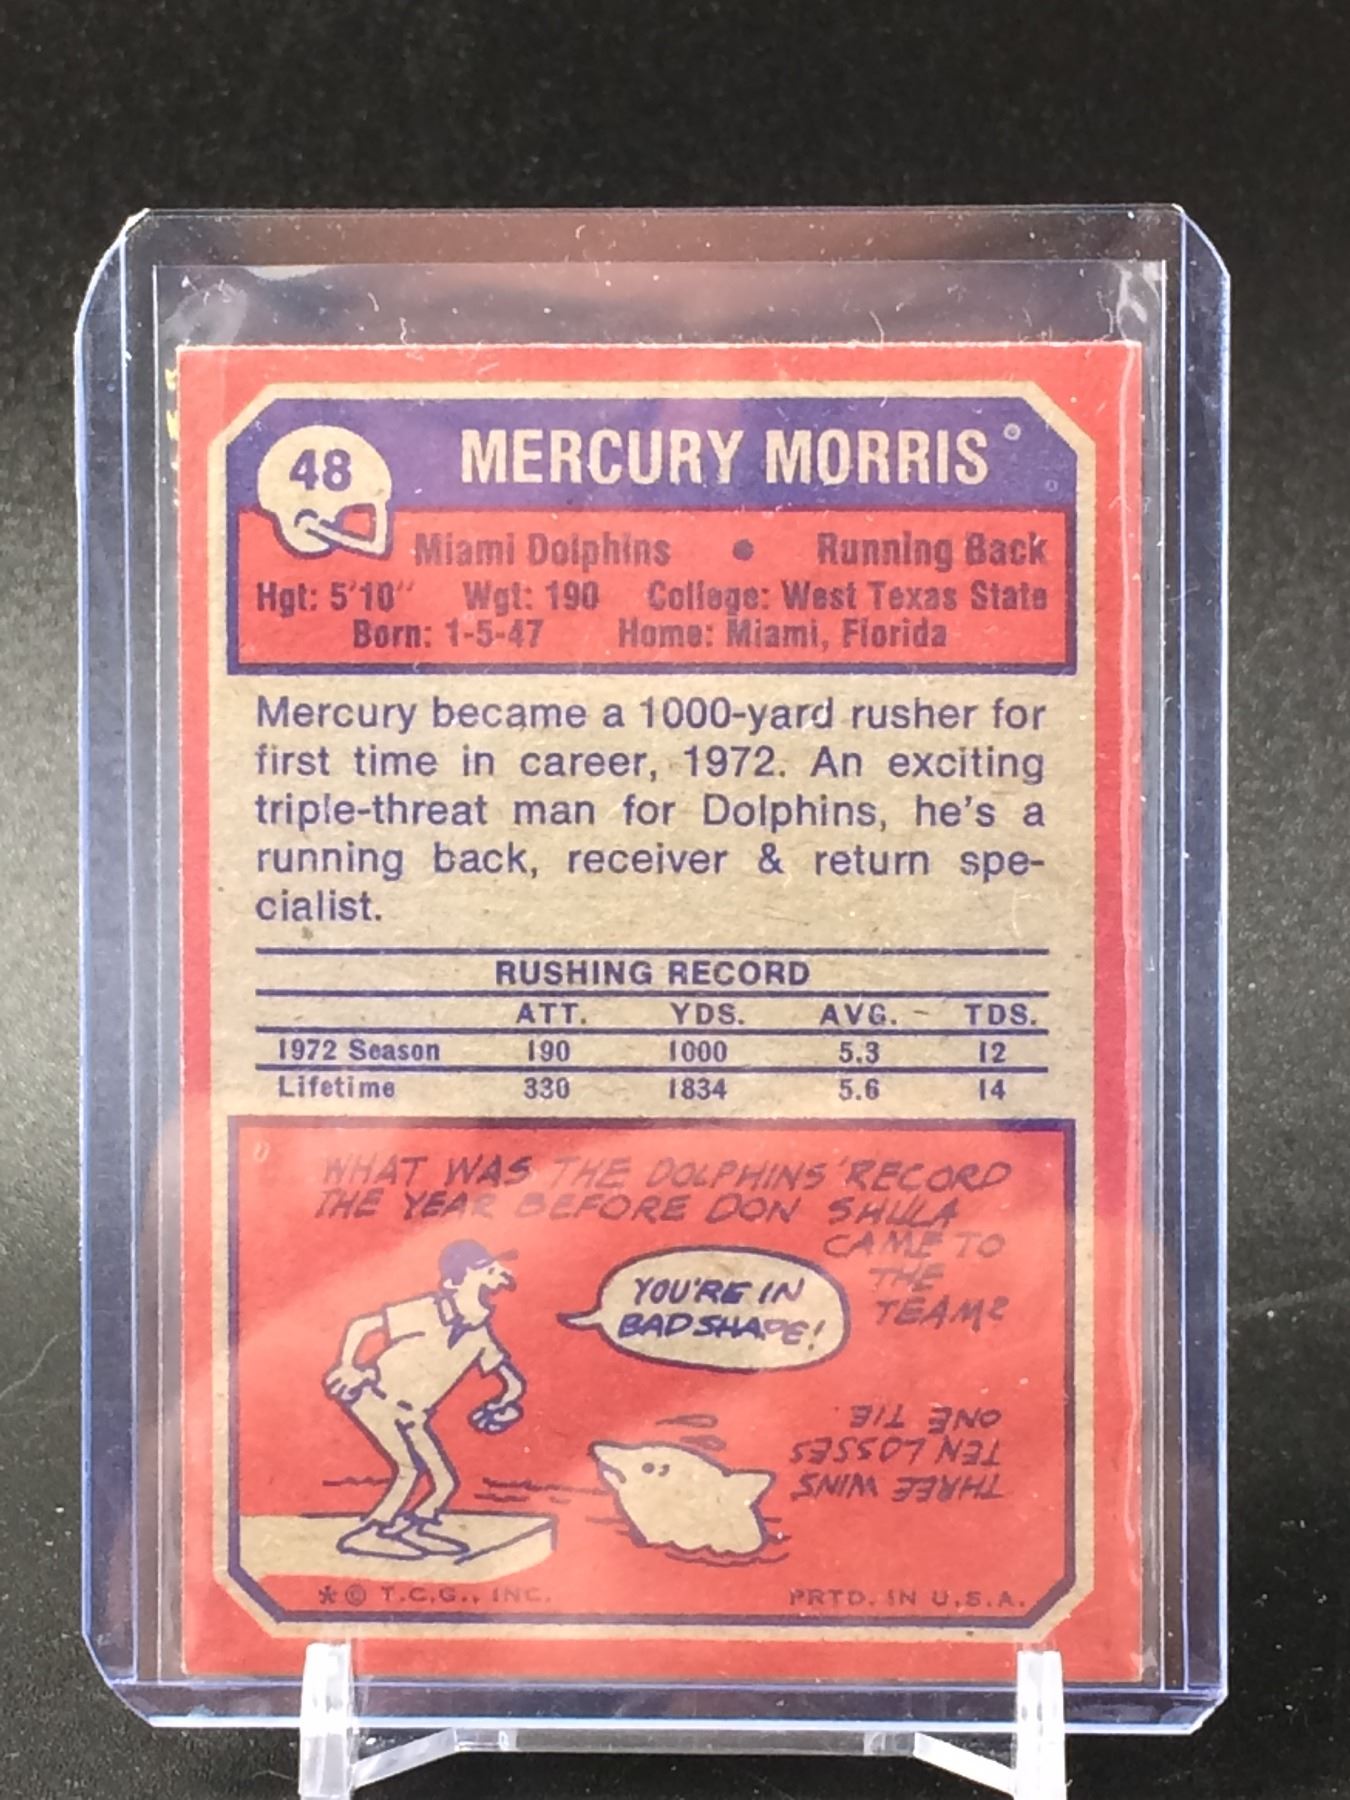 48
MERCURY MORRIS
Miami Dolphins • Running Back
Hgt: 5'10" Wgt: 190 College: West Texas State
Born: 1-5-47 Home: Miami, Florida
Mercury became a 1000-yard rusher for
first time in career, 1972. An exciting
triple-threat man for Dolphins, he's a
running back, receiver & return spe-
cialist.
RUSHING RECORD
ATT. YDS. AVG. TDS.
1972 Season 190 1000 5.3 12
Lifetime 330 1834 5.6 14
WHAT WAS THE DOLPHINS' RECORD
THE YEAR BEFORE DON SHULA
CAME TO
THE
TEAM?
YOU'RE IN
BAD SHAPE!
THREE WINS
TEN LOSSES
ONE TIE.
* © T.C.G., INC. PRTD. IN U.S.A.